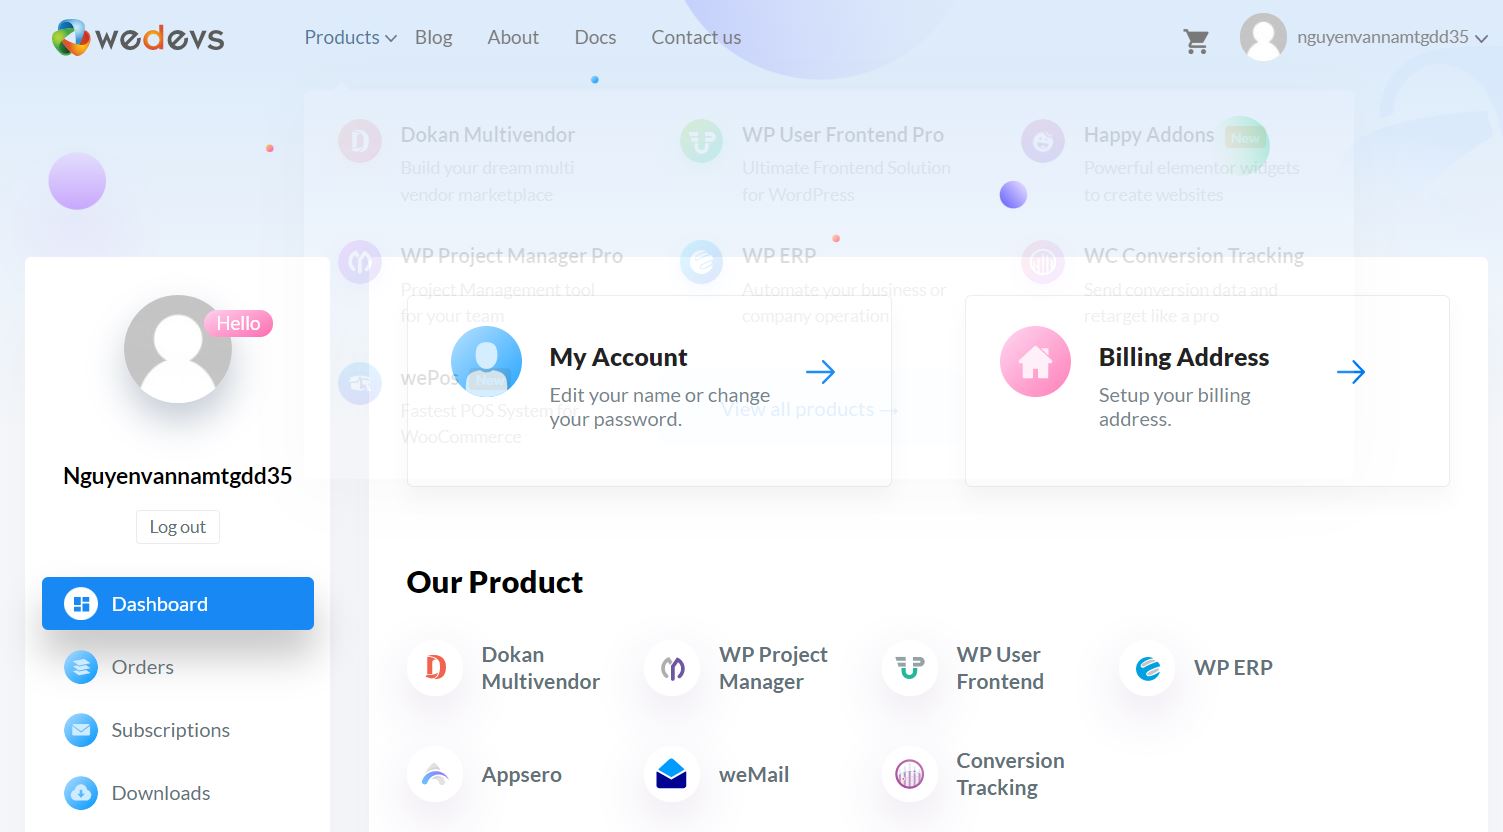 wedevs
Products
Blog
About
Docs
Contact us
nguyenvannamtgdd35
Dokan Multivendor
Build your dream multi
vendor marketplace
WP User Frontend Pro
Ultimate Frontend Solution
for WordPress
Happy Addons
New
Powerful elementor widgets
to create websites
WP Project Manager Pro
Project Management tool
for your team
WP ERP
Automate your business or
company operation
WC Conversion Tracking
Send conversion data and
retarget like a pro
wePos
New
Fastest POS System for
WooCommerce
View all products →
Hello
Nguyenvannamtgdd35
Log out
Dashboard
Orders
Subscriptions
Downloads
My Account
Edit your name or change
your password.
Billing Address
Setup your billing
address.
Our Product
Dokan
Multivendor
WP Project
Manager
WP User
Frontend
WP ERP
Appsero
weMail
Conversion
Tracking